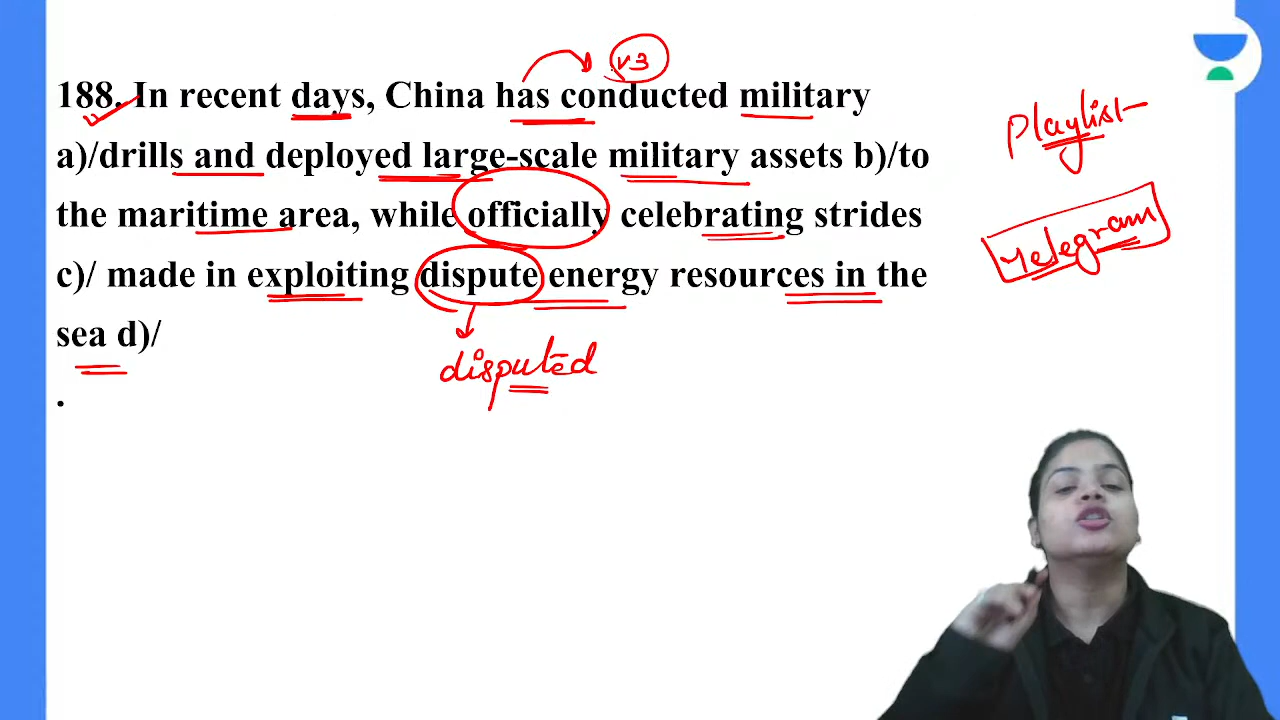 v3
188. In recent days, China has conducted military
a)/drills and deployed large-scale military assets b)/to
the maritime area, while officially celebrating strides
c)/ made in exploiting dispute energy resources in the
sea d)/
.
disputed
Playlist
Telegram